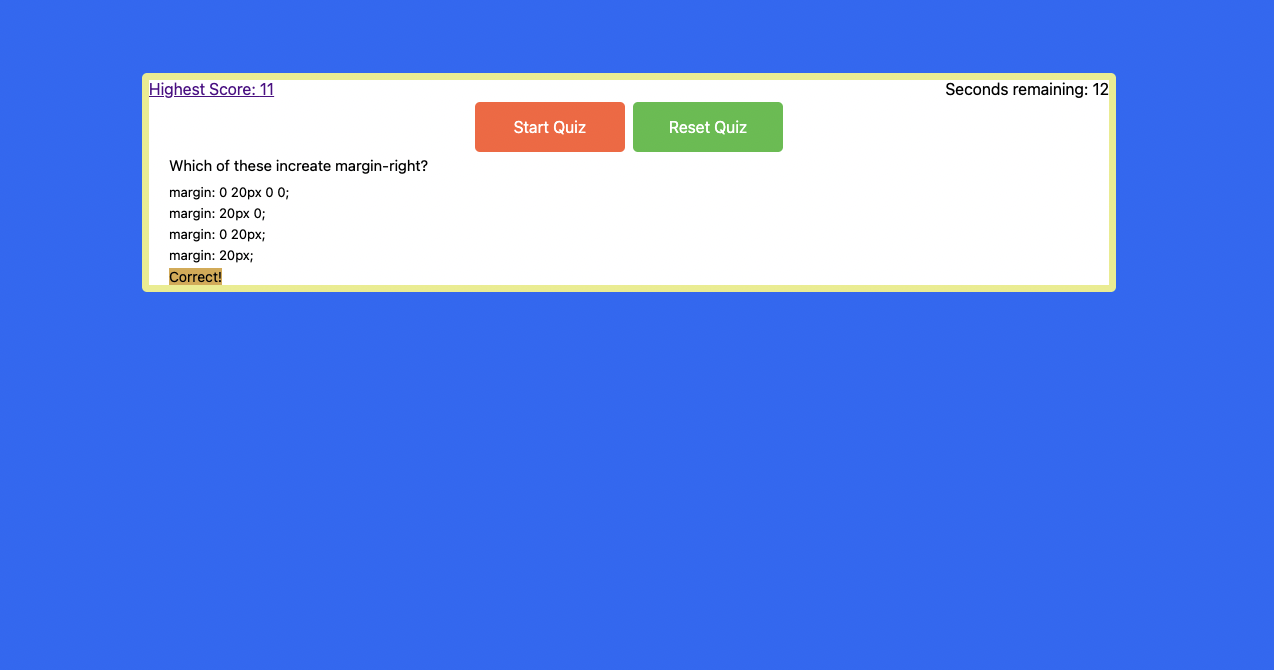 Highest Score: 11
Seconds remaining: 12
Start Quiz
Reset Quiz
Which of these increate margin-right?
margin: 0 20px 0 0;
margin: 20px 0;
margin: 0 20px;
margin: 20px;
Correct!